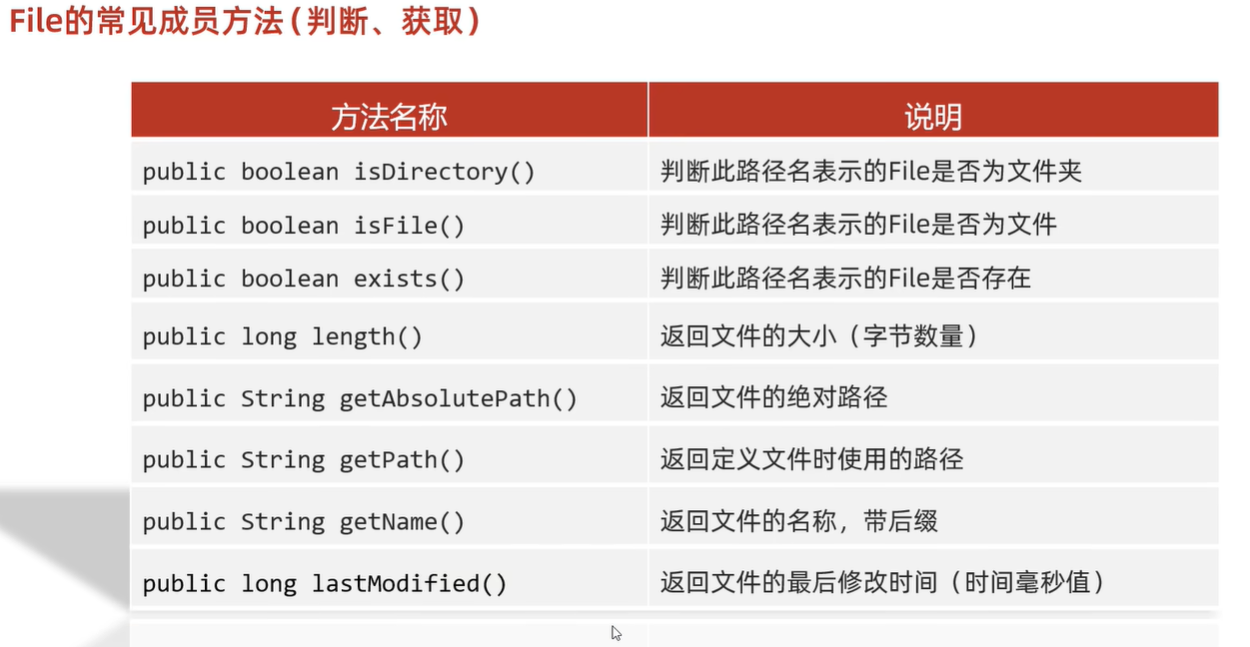 File的常见成员方法(判断、获取)
方法名称 说明
public boolean isDirectory() 判断此路径名表示的File是否为文件夹
public boolean isFile() 判断此路径名表示的File是否为文件
public boolean exists() 判断此路径名表示的File是否存在
public long length() 返回文件的大小（字节数量）
public String getAbsolutePath() 返回文件的绝对路径
public String getPath() 返回定义文件时使用的路径
public String getName() 返回文件的名称，带后缀
public long lastModified() 返回文件的最后修改时间（时间毫秒值）